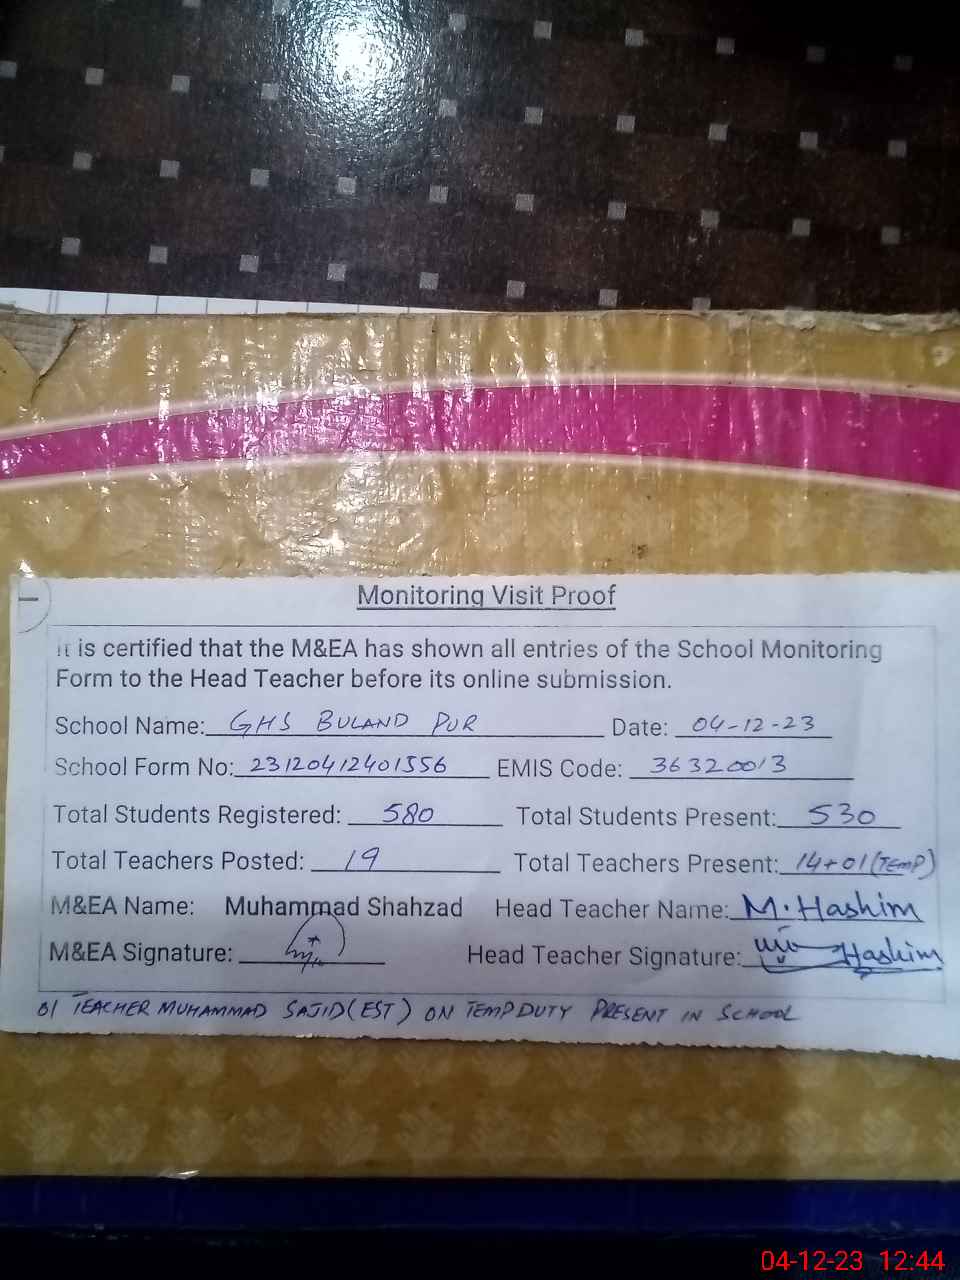 Monitoring Visit Proof
It is certified that the M&EA has shown all entries of the School Monitoring
Form to the Head Teacher before its online submission.
School Name: GHS BULAND PUR Date: 04-12-23
School Form No: 23120412401556 EMIS Code: 36320013
Total Students Registered: 580 Total Students Present: 530
Total Teachers Posted: 19 Total Teachers Present: 14+01(TEMP)
M&EA Name: Muhammad Shahzad Head Teacher Name: M.Hashim
M&EA Signature: Head Teacher Signature: Hashim
01 TEACHER MUHAMMAD SAJID(EST) ON TEMP DUTY PRESENT IN SCHOOL
04-12-23 12:44